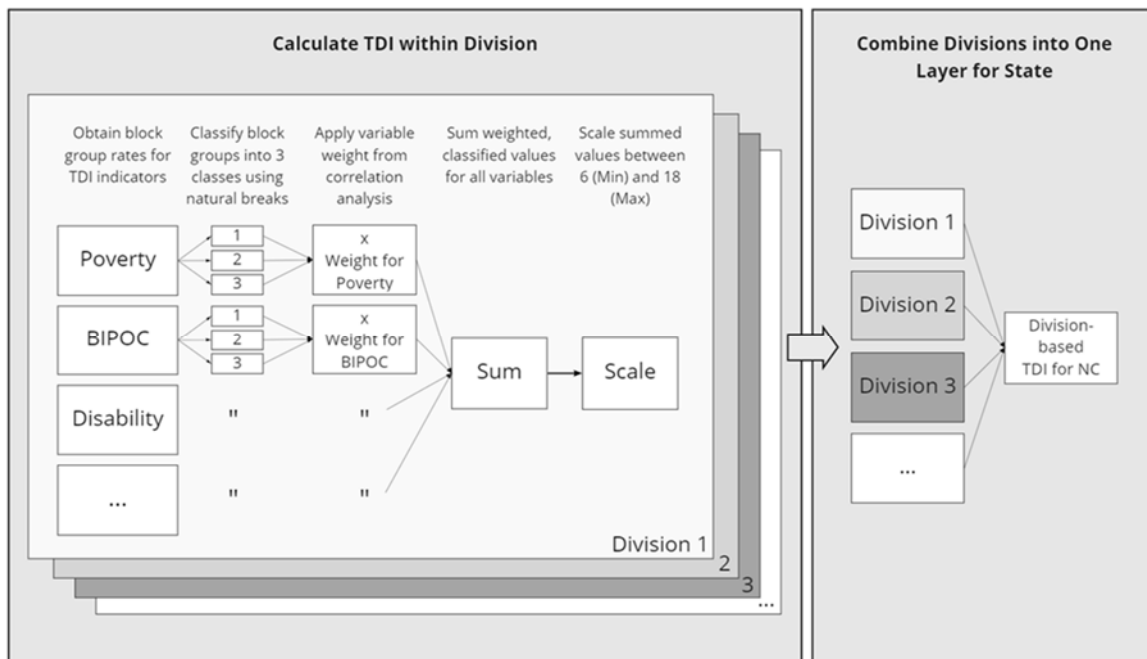 Calculate TDI within Division
Obtain block
group rates for
TDI indicators
Classify block
groups into 3
classes using
natural breaks
Apply variable
weight from
correlation
analysis
Sum weighted,
classified values
for all variables
Scale summed
values between
6 (Min) and 18
(Max)
Poverty
1
2
3
x
Weight for
Poverty
BIPOC
1
2
3
x
Weight for
BIPOC
Disability
"
"
...
"
"
Sum
Scale
Division 1
2
3
...
Combine Divisions into One
Layer for State
Division 1
Division 2
Division 3
...
Division-
based
TDI for NC